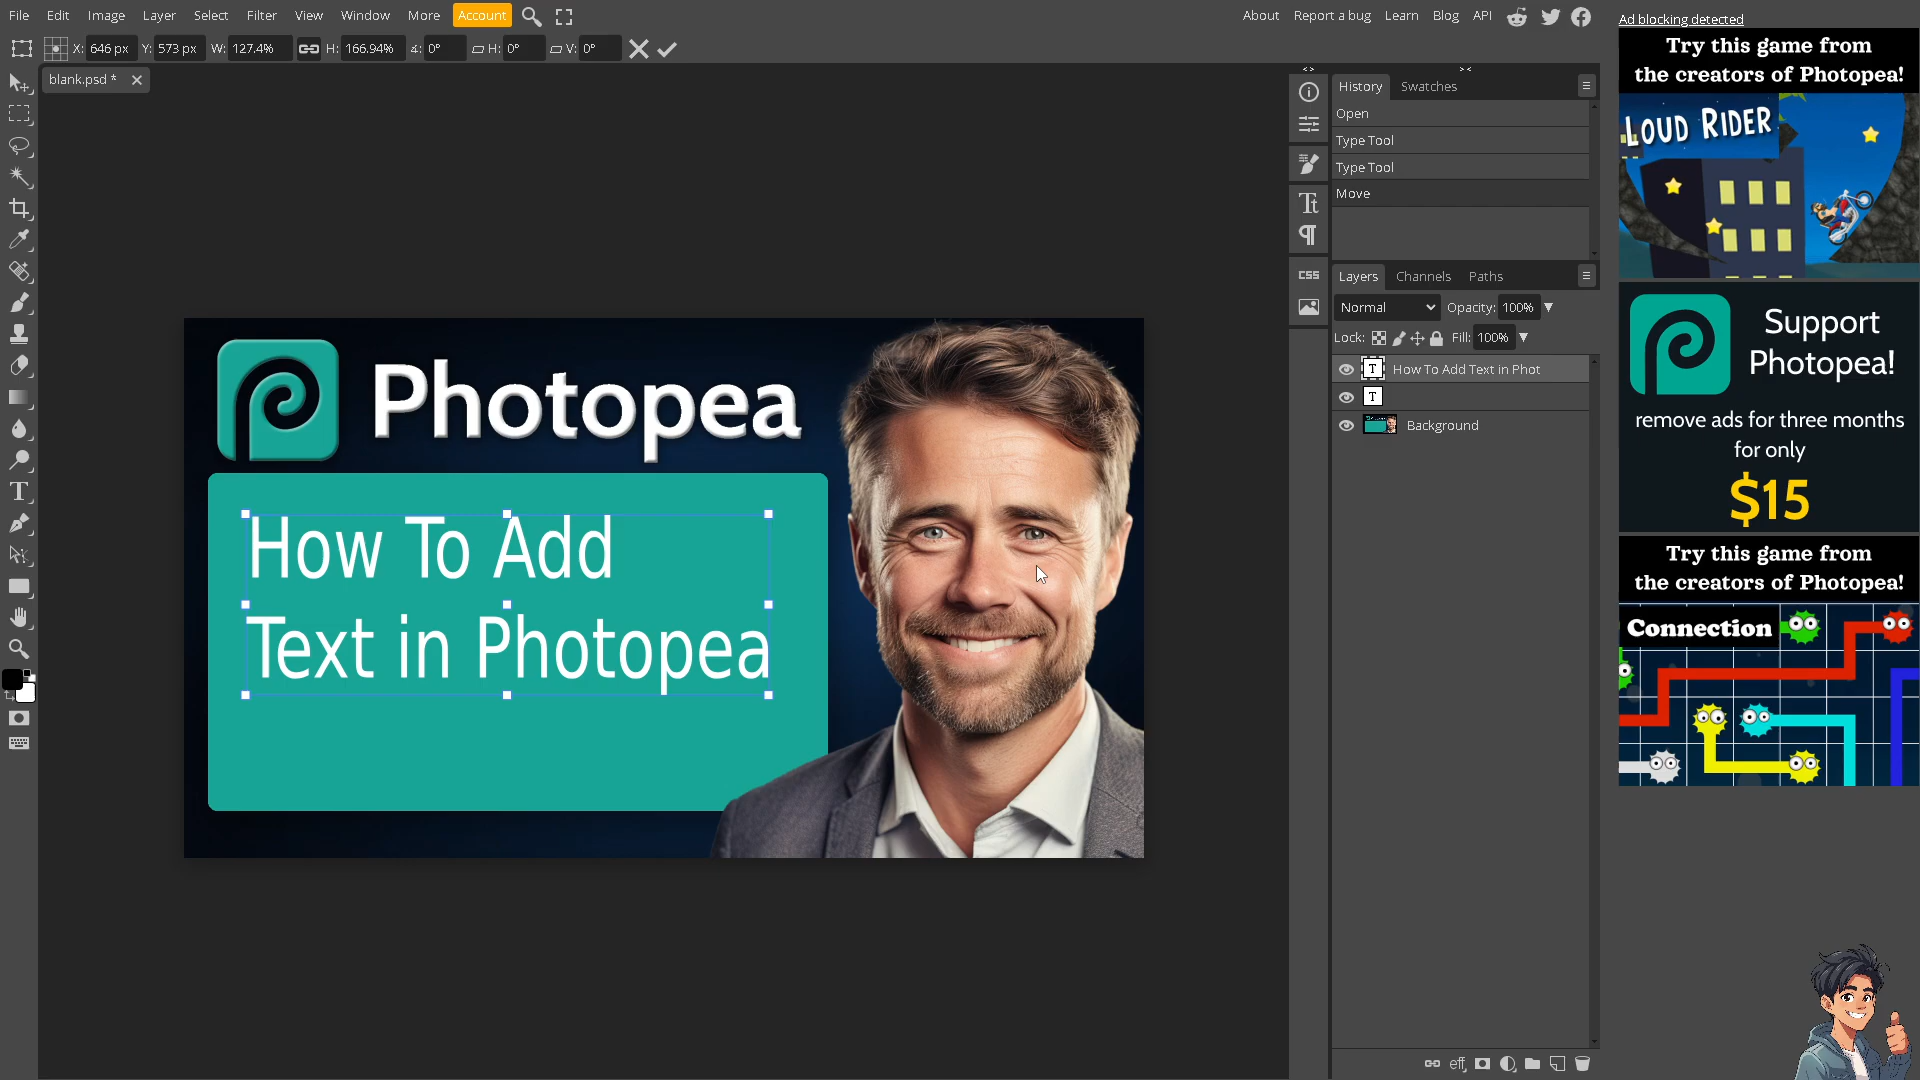 File Edit Image Layer Select Filter View Window More Account
About Report a bug Learn Blog API
Ad blocking detected
X: 646 px Y: 573 px W: 127.4% H: 166.94% 0° H: 0° V: 0°
blank.psd *
History Swatches
Open
Type Tool
Type Tool
Move
CSS
Layers Channels Paths
Normal Opacity: 100%
Lock: Fill: 100%
T How To Add Text in Phot
T
Background
eff
Photopea
How To Add
Text in Photopea
Try this game from
the creators of Photopea!
LOUD RIDER
Support
Photopea!
remove ads for three months
for only
$15
Try this game from
the creators of Photopea!
Connection